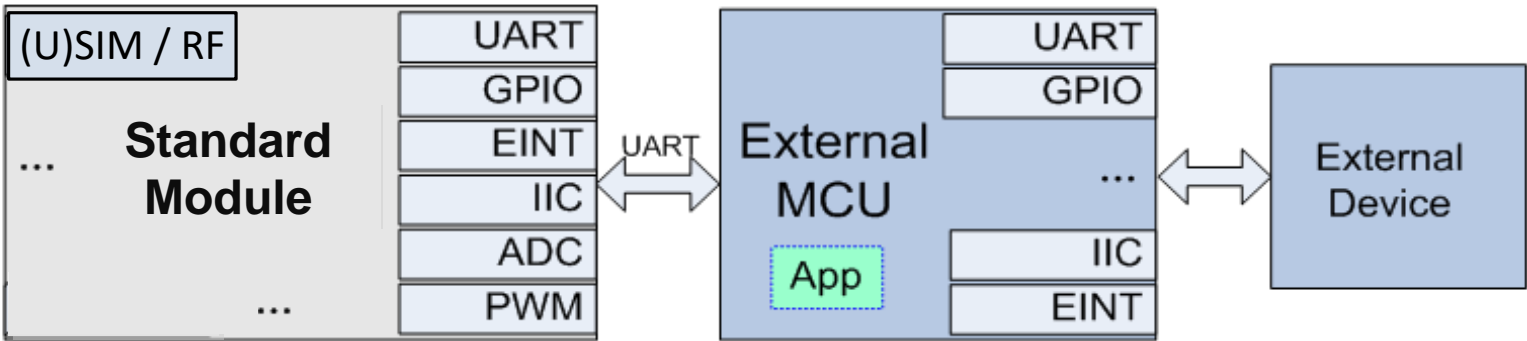 (U)SIM / RF
...
Standard
Module
...
UART
GPIO
EINT
IIC
ADC
PWM
UART
External
MCU
App
UART
GPIO
...
IIC
EINT
External
Device